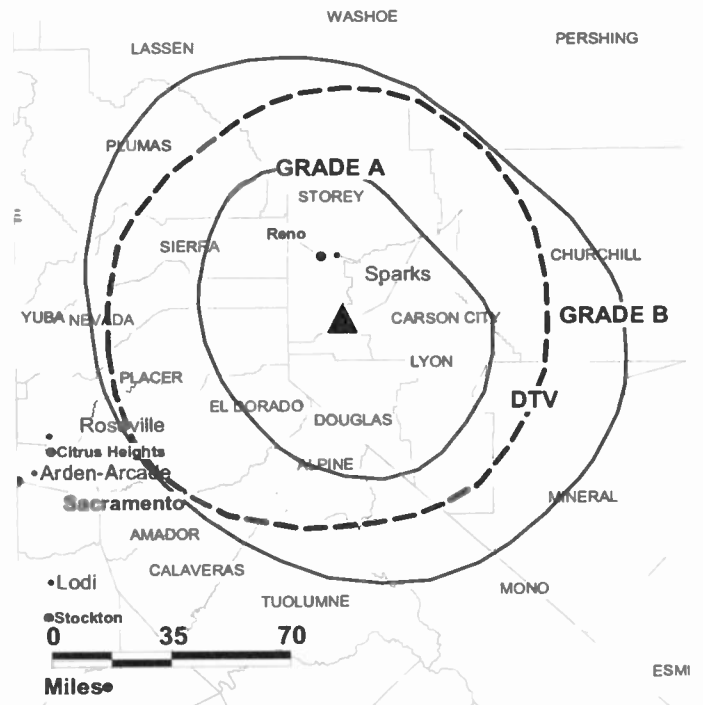 WASHOE
PERSHING
LASSEN
PLUMAS
GRADE A
STOREY
Reno
SIERRA
CHURCHILL
Sparks
YUBA NEVADA
CARSON CITY
GRADE B
LYON
PLACER
DTV
EL DORADO
DOUGLAS
Roseville
Citrus Heights
ALPINE
Arden-Arcade
MINERAL
Sacramento
AMADOR
CALAVERAS
Lodi
MONO
TUOLUMNE
Stockton
0 35 70
ESM
Miles